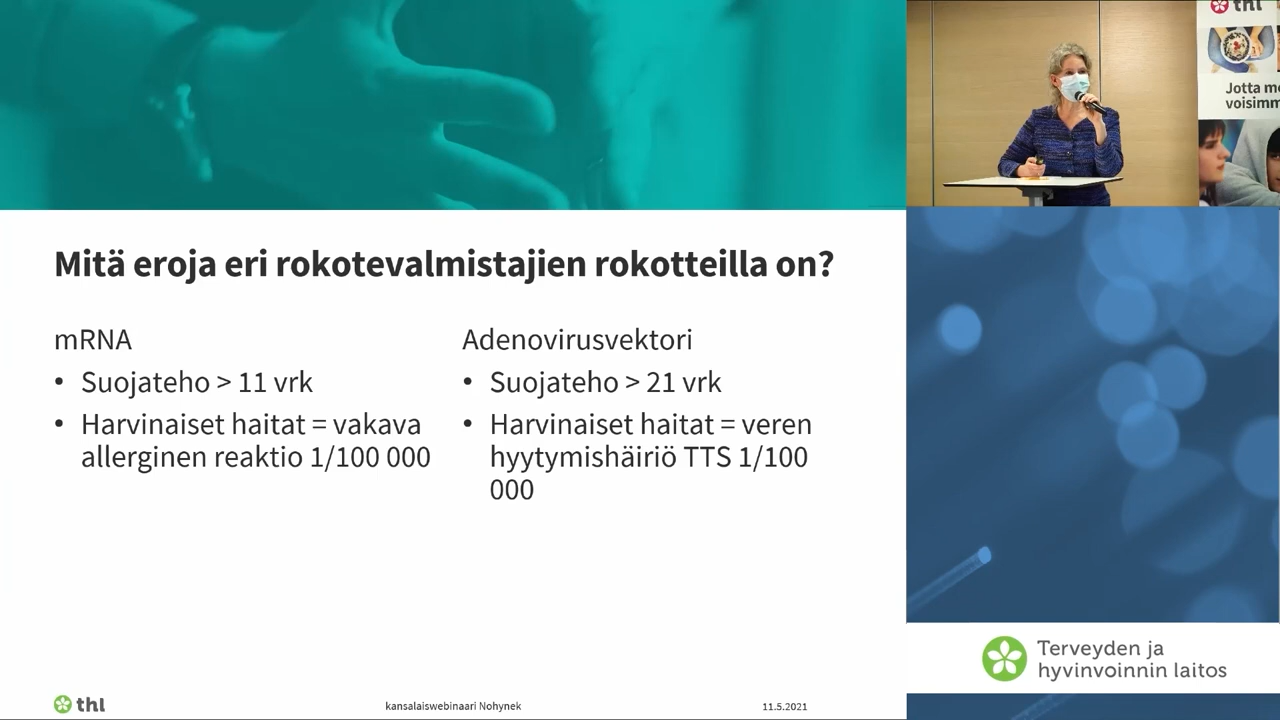 Mitä eroja eri rokotevalmistajien rokotteilla on?
mRNA
• Suojateho > 11 vrk
• Harvinaiset haitat = vakava
allerginen reaktio 1/100 000
Adenovirusvektori
• Suojateho > 21 vrk
• Harvinaiset haitat = veren
hyytymishäiriö TTS 1/100
000
thl
kansalaiswebinaari Nohynek
11.5.2021
thl
Jotta
voisimm
Terveyden ja
hyvinvoinnin laitos